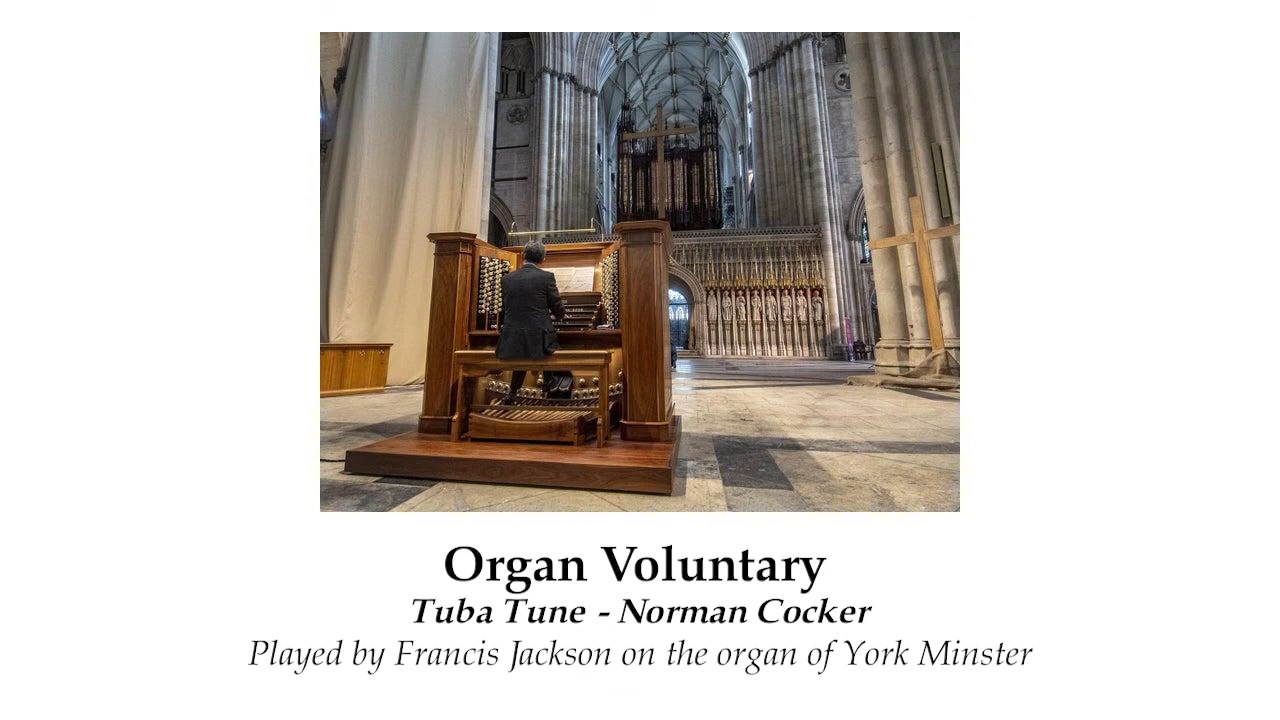 Organ Voluntary
Tuba Tune - Norman Cocker
Played by Francis Jackson on the organ of York Minster